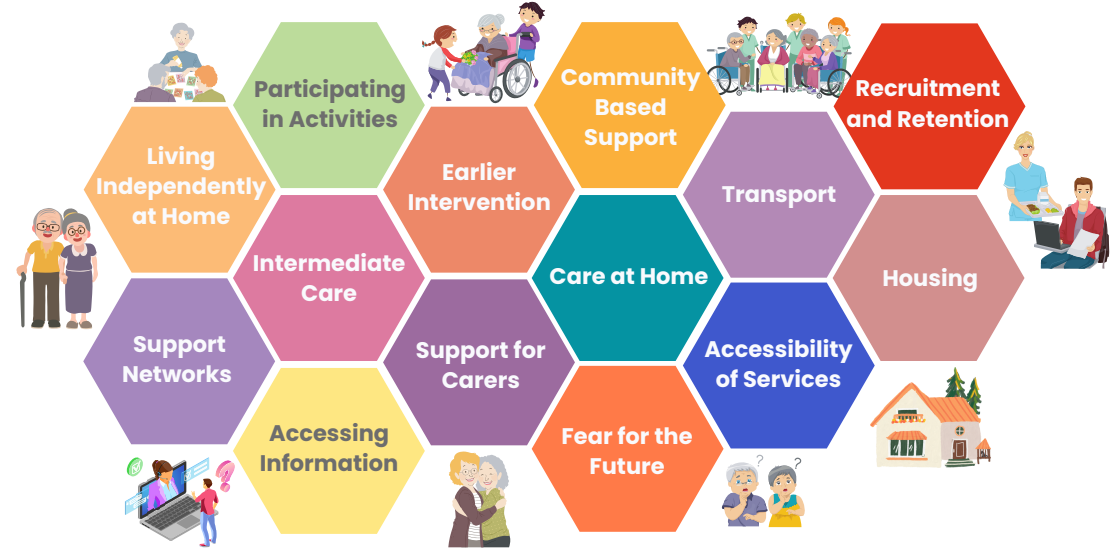 Participating
in Activities
Community
Based
Support
Recruitment
and Retention
Living
Independently
at Home
Earlier
Intervention
Transport
Intermediate
Care
Care at Home
Housing
Support
Networks
Support for
Carers
Accessibility
of Services
Accessing
Information
Fear for the
Future